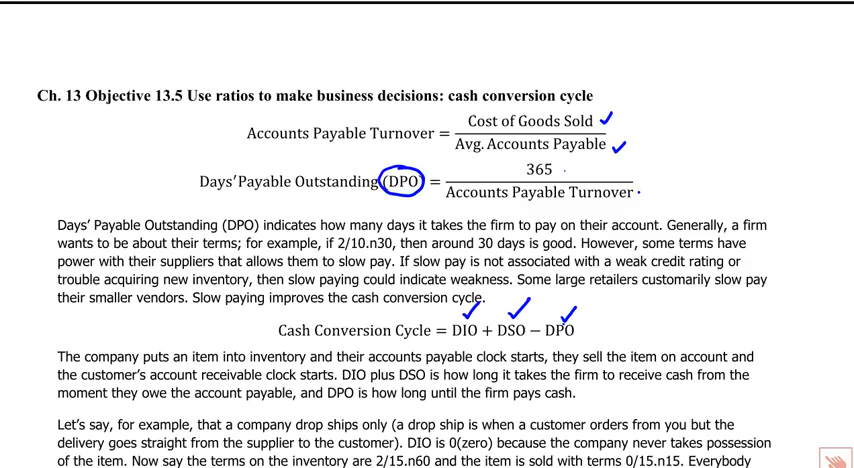 Ch. 13 Objective 13.5 Use ratios to make business decisions: cash conversion cycle
Accounts Payable Turnover = Cost of Goods Sold / Avg. Accounts Payable
Days' Payable Outstanding (DPO) = 365 / Accounts Payable Turnover
Days' Payable Outstanding (DPO) indicates how many days it takes the firm to pay on their account. Generally, a firm
wants to be about their terms; for example, if 2/10.n30, then around 30 days is good. However, some terms have
power with their suppliers that allows them to slow pay. If slow pay is not associated with a weak credit rating or
trouble acquiring new inventory, then slow paying could indicate weakness. Some large retailers customarily slow pay
their smaller vendors. Slow paying improves the cash conversion cycle.
Cash Conversion Cycle = DIO + DSO − DPO
The company puts an item into inventory and their accounts payable clock starts, they sell the item on account and
the customer's account receivable clock starts. DIO plus DSO is how long it takes the firm to receive cash from the
moment they owe the account payable, and DPO is how long until the firm pays cash.
Let's say, for example, that a company drop ships only (a drop ship is when a customer orders from you but the
delivery goes straight from the supplier to the customer). DIO is 0(zero) because the company never takes possession
of the item. Now say the terms on the inventory are 2/15.n60 and the item is sold with terms 0/15.n15. Everybody